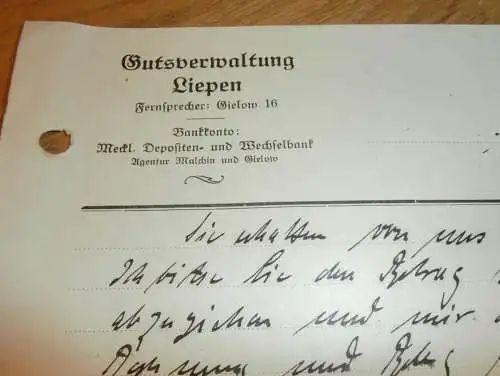 Gutsverwaltung
Liepen
Fernsprecher: Gielow 16
Bankkonto:
Meckl. Depositen- und Wechselbank
Agentur Malchin und Gielow
Sie erhalten von uns
Ich bitte Sie den Betrag
abzuziehen und mir
und